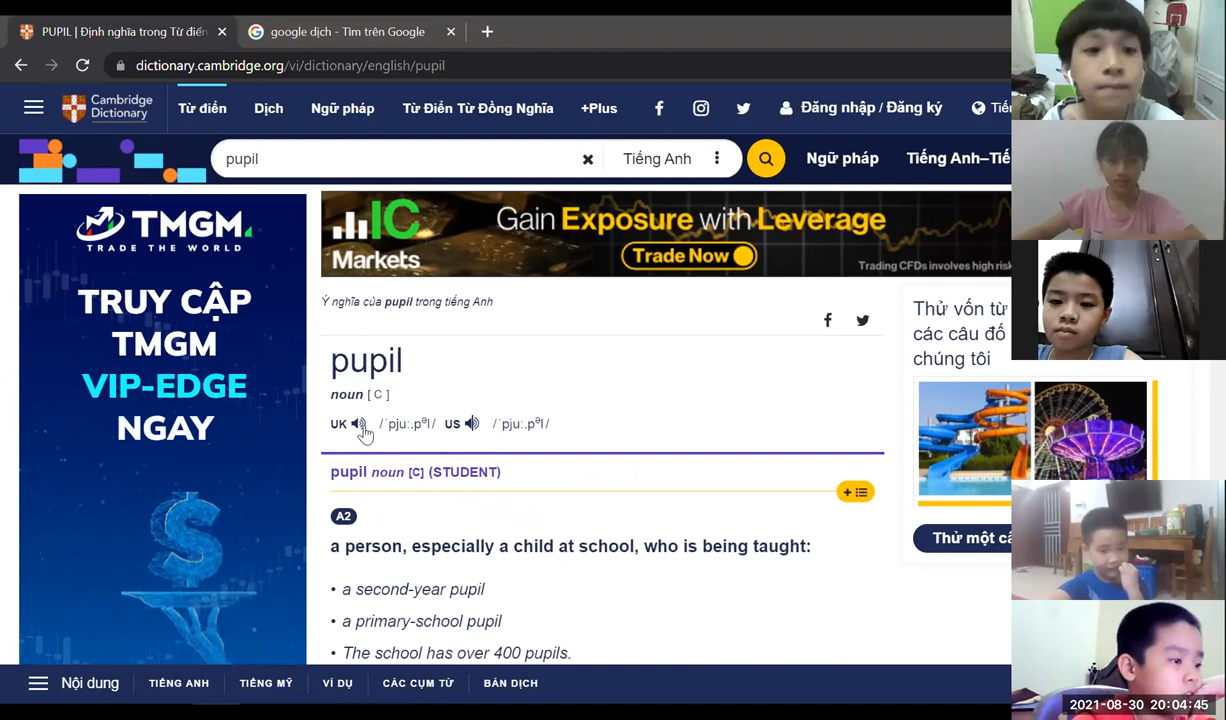 PUPIL | Định nghĩa trong Từ điển
google dịch - Tìm trên Google
dictionary.cambridge.org/vi/dictionary/english/pupil
Cambridge
Dictionary
Từ điển
Dịch
Ngữ pháp
Từ Điển Từ Đồng Nghĩa
+Plus
Đăng nhập / Đăng ký
pupil
Tiếng Anh
Ngữ pháp
TMGM
TRADE THE WORLD
TRUY CẬP
TMGM
VIP-EDGE
NGAY
IC
Markets
Gain Exposure with Leverage
Trade Now
Trading CFDs involves high
Ý nghĩa của pupil trong tiếng Anh
pupil
noun [ C ]
UK /ˈpjuː.pᵊl/ US /ˈpjuː.pᵊl/
pupil noun [C] (STUDENT)
A2
a person, especially a child at school, who is being taught:
• a second-year pupil
• a primary-school pupil
• The school has over 400 pupils.
Thử vốn từ
các câu đố
chúng tôi
Thử một
Nội dung
TIẾNG ANH
TIẾNG MỸ
VÍ DỤ
CÁC CỤM TỪ
BẢN DỊCH
2021-08-30 20:04:45